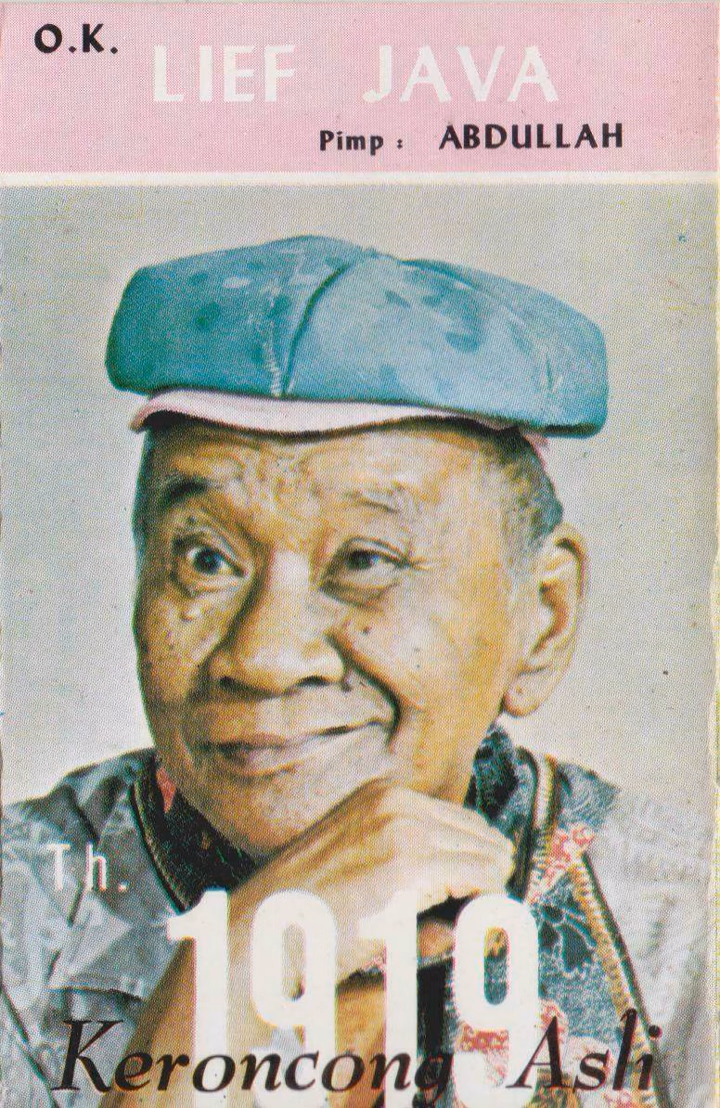 O.K.
LIEF JAVA
Pimp : ABDULLAH
Th.
1919
Keroncong Asli